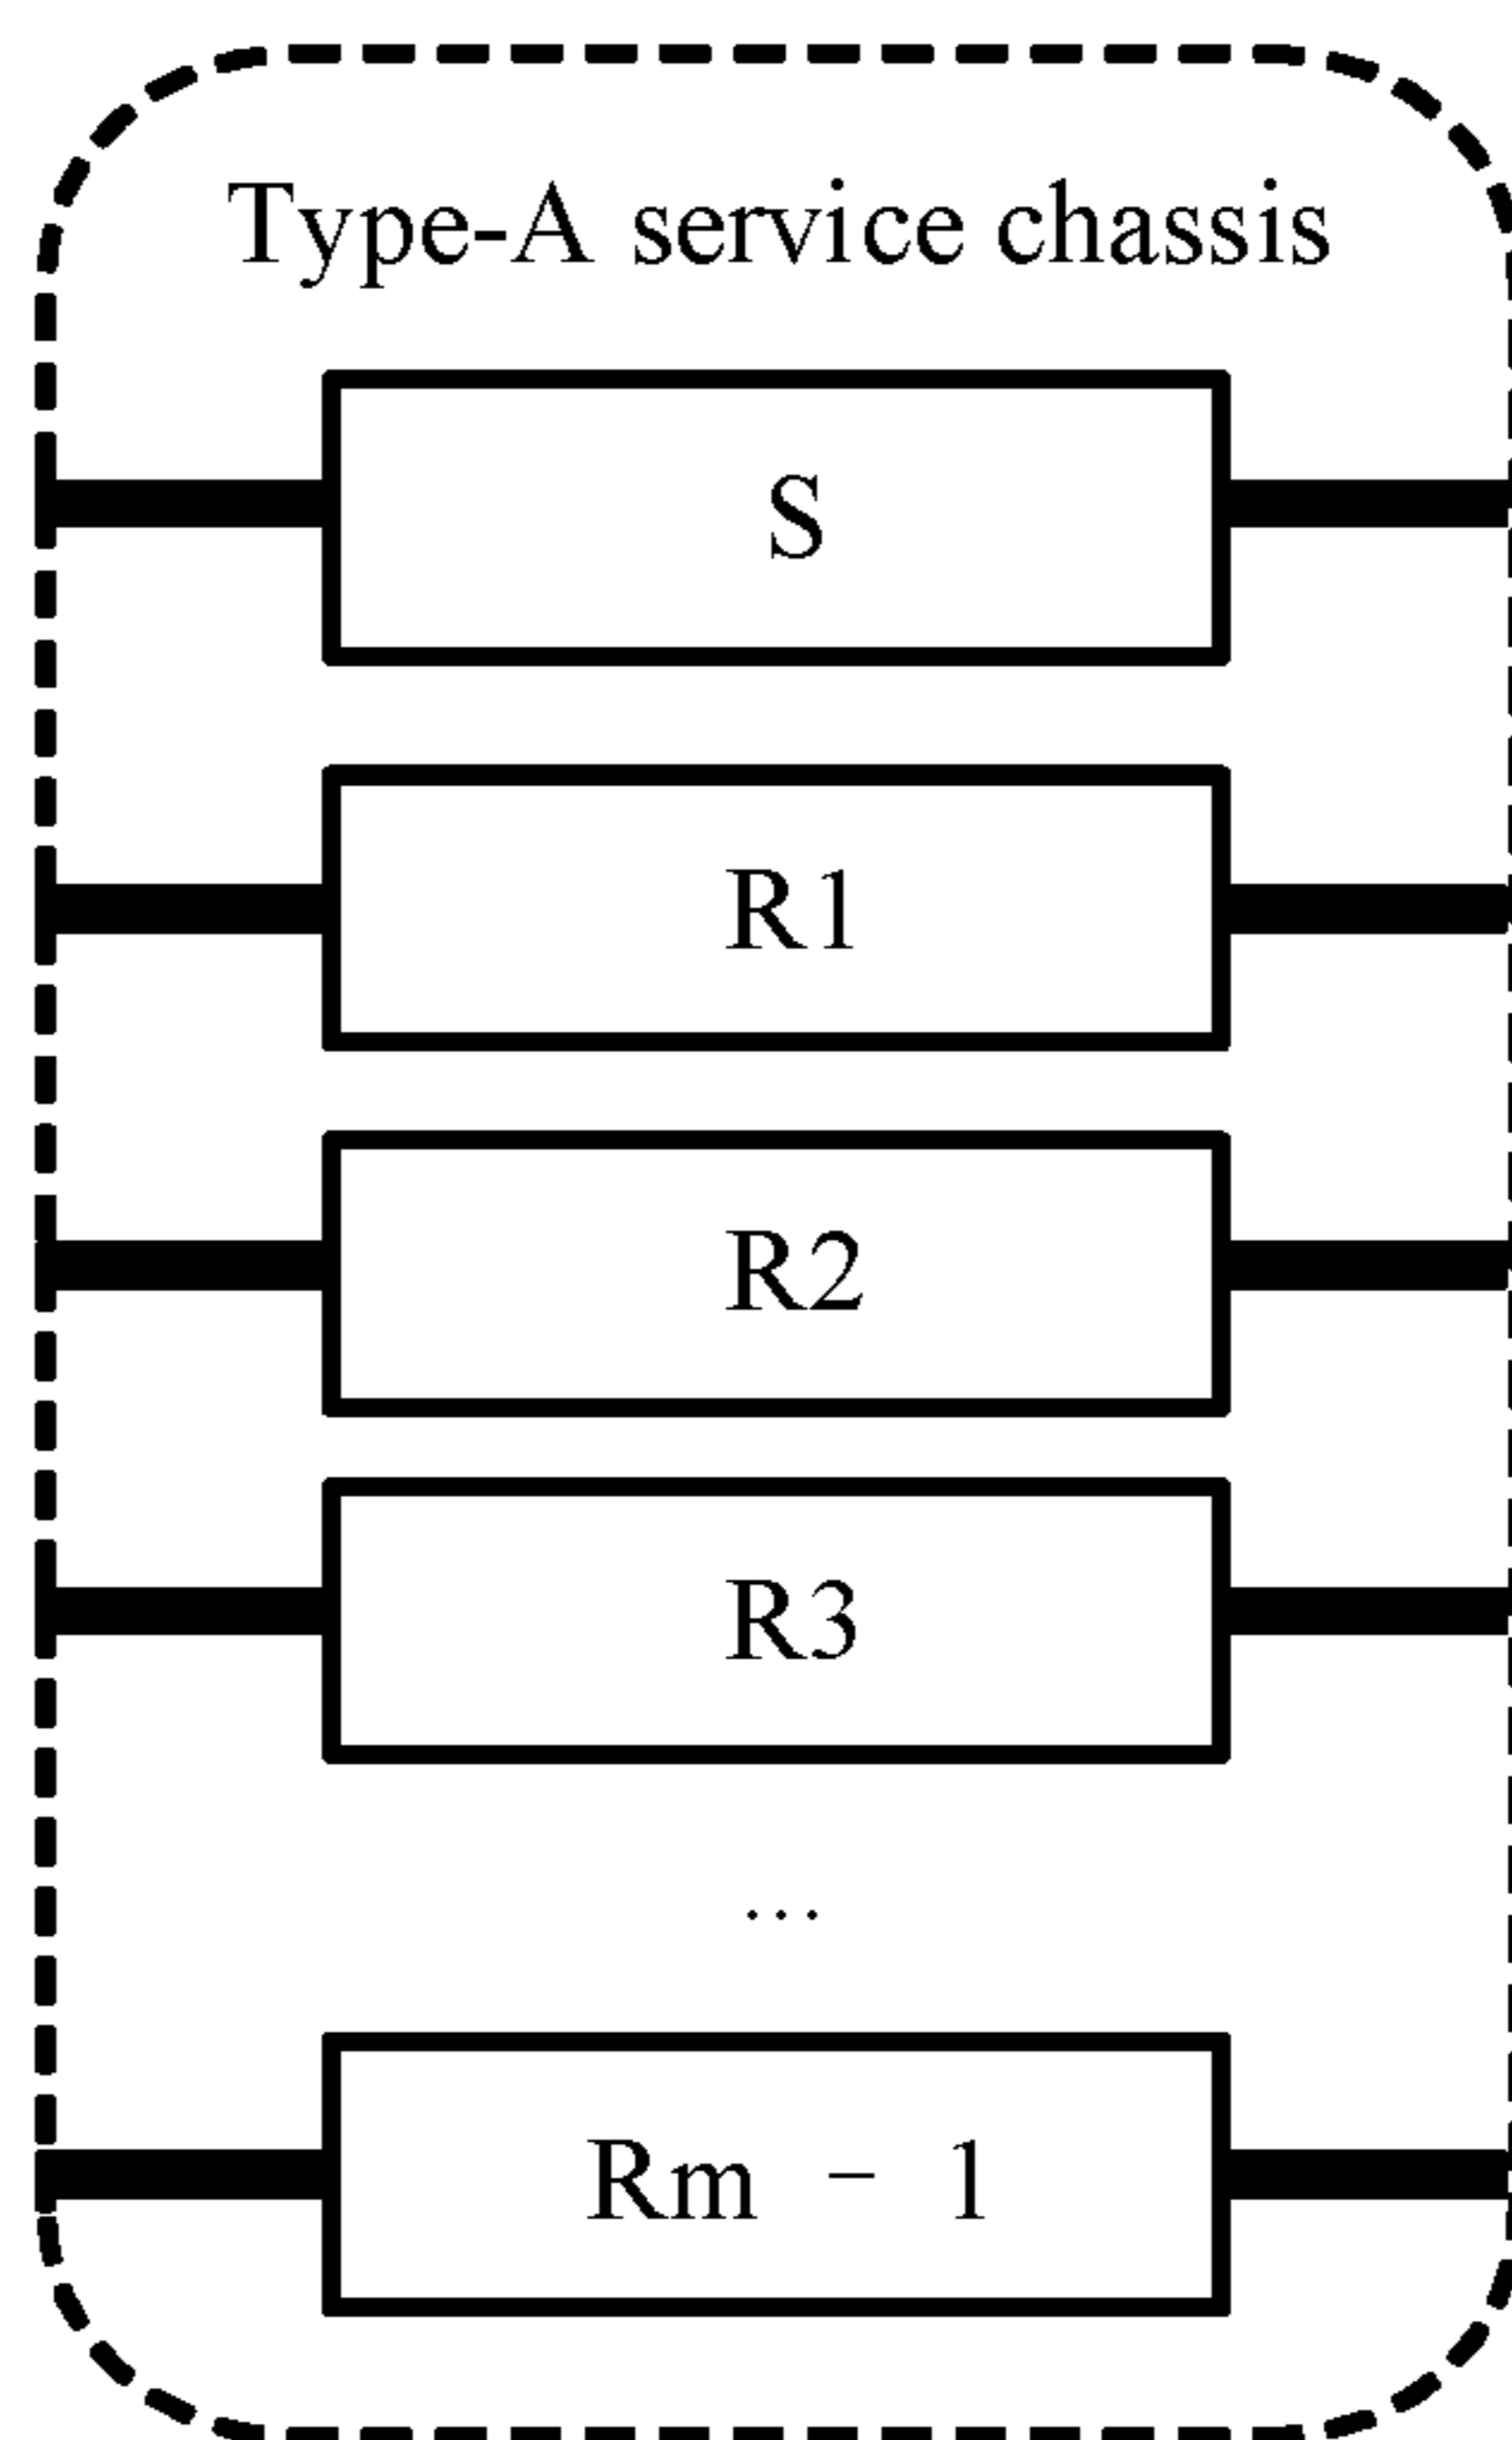 Type-A service chassis
S
R1
R2
R3
...
Rm - 1